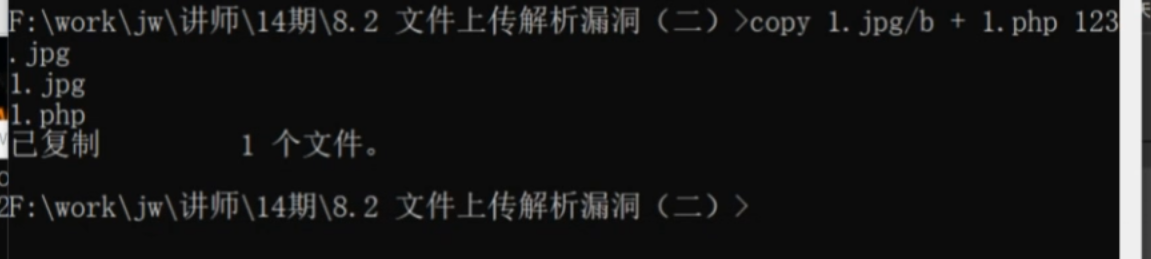 F:\work\jw\讲师\14期\8.2 文件上传解析漏洞（二）>copy 1.jpg/b + 1.php 123
.jpg
1.jpg
1.php
已复制         1 个文件。
F:\work\jw\讲师\14期\8.2 文件上传解析漏洞（二）>